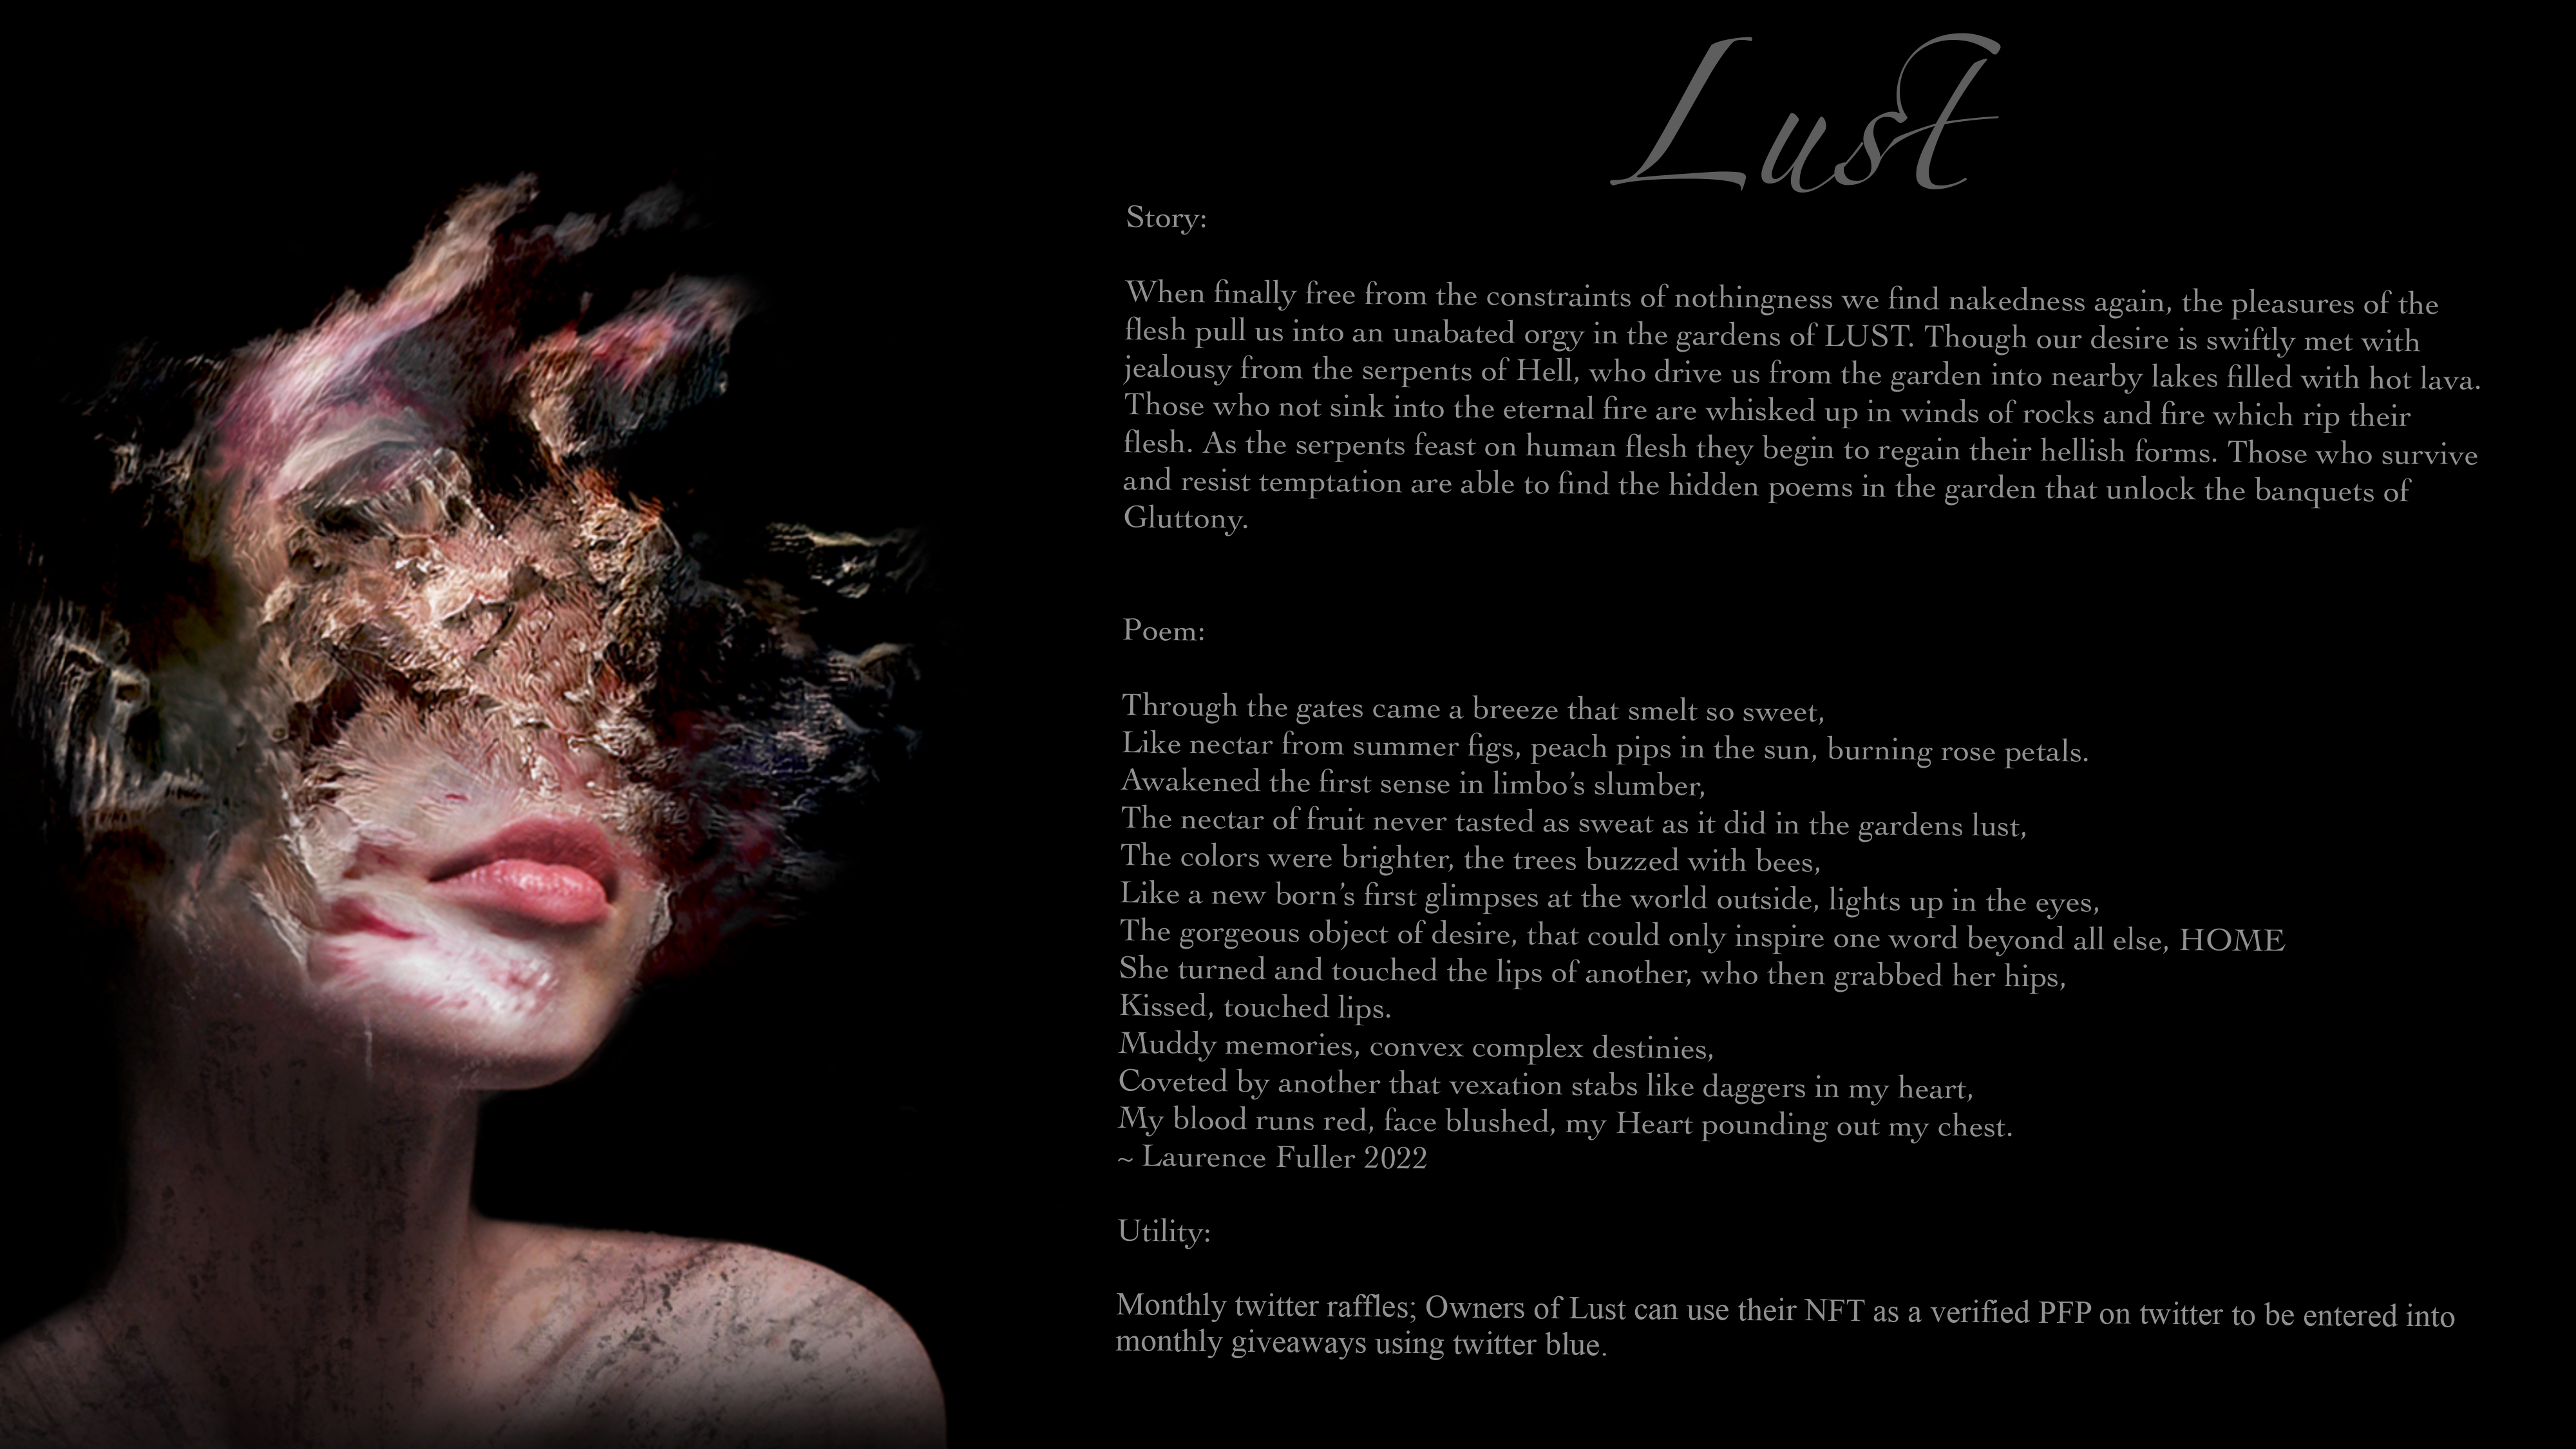 Lust
Story:
When finally free from the constraints of nothingness we find nakedness again, the pleasures of the
flesh pull us into an unabated orgy in the gardens of LUST. Though our desire is swiftly met with
jealousy from the serpents of Hell, who drive us from the garden into nearby lakes filled with hot lava.
Those who not sink into the eternal fire are whisked up in winds of rocks and fire which rip their
flesh. As the serpents feast on human flesh they begin to regain their hellish forms. Those who survive
and resist temptation are able to find the hidden poems in the garden that unlock the banquets of
Gluttony.
Poem:
Through the gates came a breeze that smelt so sweet,
Like nectar from summer figs, peach pips in the sun, burning rose petals.
Awakened the first sense in limbo’s slumber,
The nectar of fruit never tasted as sweat as it did in the gardens lust,
The colors were brighter, the trees buzzed with bees,
Like a new born’s first glimpses at the world outside, lights up in the eyes,
The gorgeous object of desire, that could only inspire one word beyond all else, HOME
She turned and touched the lips of another, who then grabbed her hips,
Kissed, touched lips.
Muddy memories, convex complex destinies,
Coveted by another that vexation stabs like daggers in my heart,
My blood runs red, face blushed, my Heart pounding out my chest.
~ Laurence Fuller 2022
Utility:
Monthly twitter raffles; Owners of Lust can use their NFT as a verified PFP on twitter to be entered into
monthly giveaways using twitter blue.